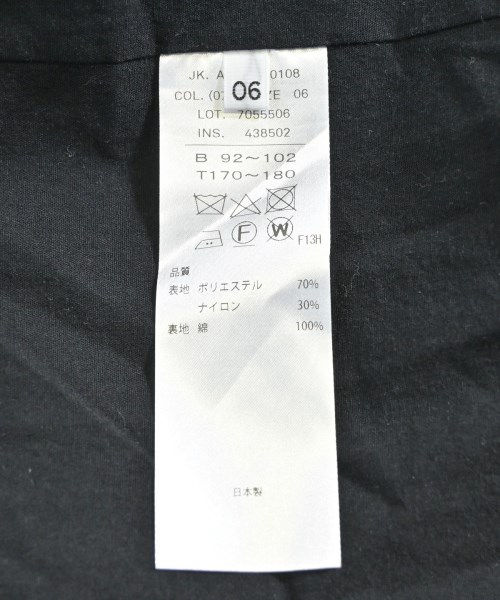 JK. A 0108
06
COL. (0 ZE 06
LOT. 7055506
INS. 438502
B 92～102
T170～180
F W F13H
品質
表地 ポリエステル 70%
ナイロン 30%
裏地 綿 100%
日本製